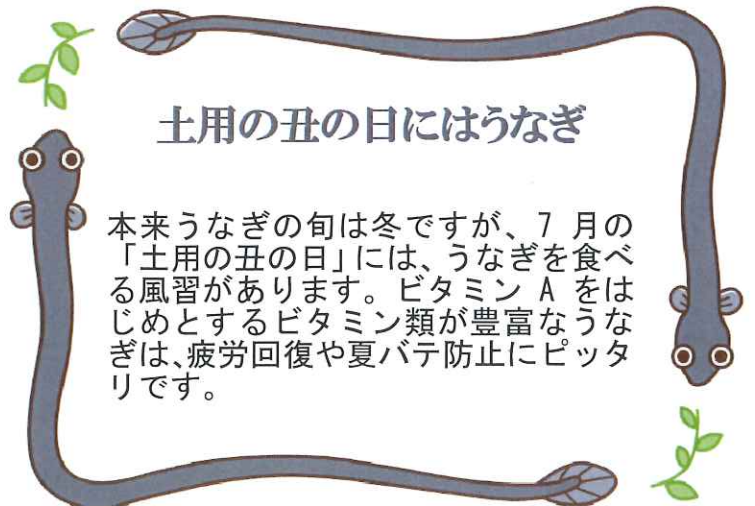 土用の丑の日にはうなぎ
本来うなぎの旬は冬ですが、7 月の
「土用の丑の日」には、うなぎを食べ
る風習があります。ビタミン A をは
じめとするビタミン類が豊富なうな
ぎは、疲労回復や夏バテ防止にピッタ
リです。